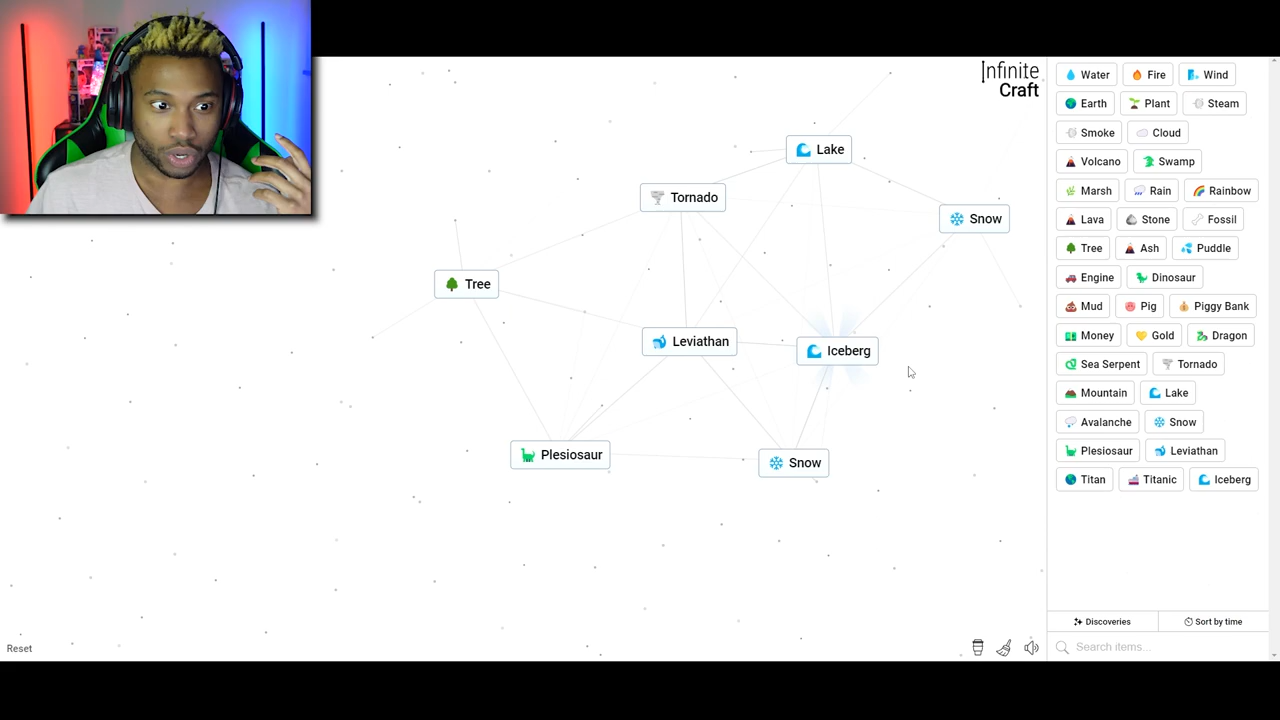 Infinite
Craft
Lake
Tornado
Snow
Tree
Leviathan
Iceberg
Plesiosaur
Snow
Reset
Water Fire Wind
Earth Plant Steam
Smoke Cloud
Volcano Swamp
Marsh Rain Rainbow
Lava Stone Fossil
Tree Ash Puddle
Engine Dinosaur
Mud Pig Piggy Bank
Money Gold Dragon
Sea Serpent Tornado
Mountain Lake
Avalanche Snow
Plesiosaur Leviathan
Titan Titanic Iceberg
Discoveries Sort by time
Search items...